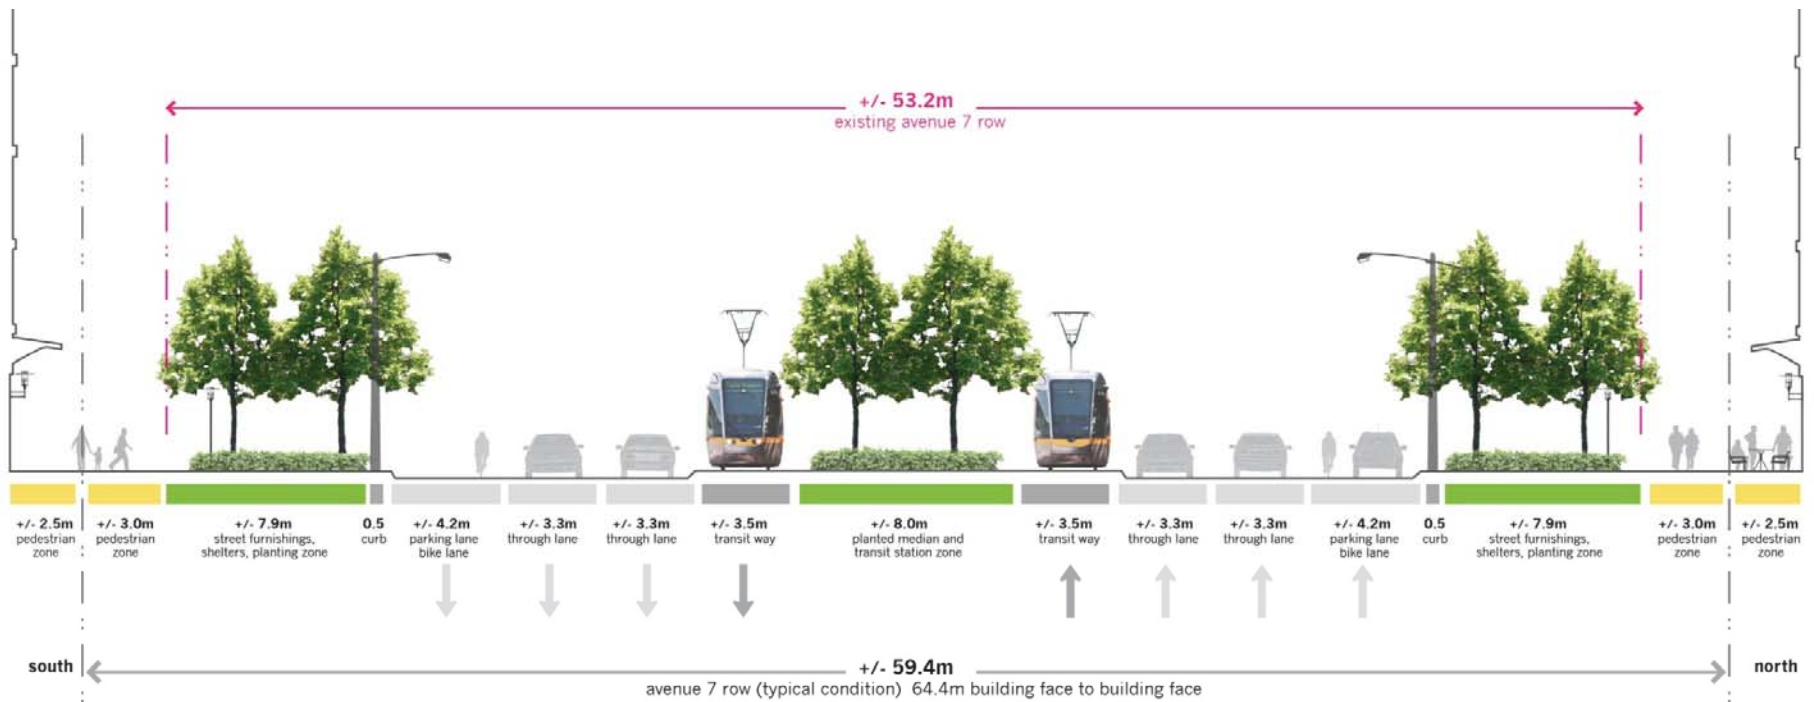 +/- 53.2m
existing avenue 7 row
+/- 2.5m
pedestrian
zone
+/- 3.0m
pedestrian
zone
+/- 7.9m
street furnishings,
shelters, planting zone
0.5
curb
+/- 4.2m
parking lane
bike lane
+/- 3.3m
through lane
+/- 3.3m
through lane
+/- 3.5m
transit way
+/- 8.0m
planted median and
transit station zone
+/- 3.5m
transit way
+/- 3.3m
through lane
+/- 3.3m
through lane
+/- 4.2m
parking lane
bike lane
0.5
curb
+/- 7.9m
street furnishings,
shelters, planting zone
+/- 3.0m
pedestrian
zone
+/- 2.5m
pedestrian
zone
south
+/- 59.4m
north
avenue 7 row (typical condition) 64.4m building face to building face